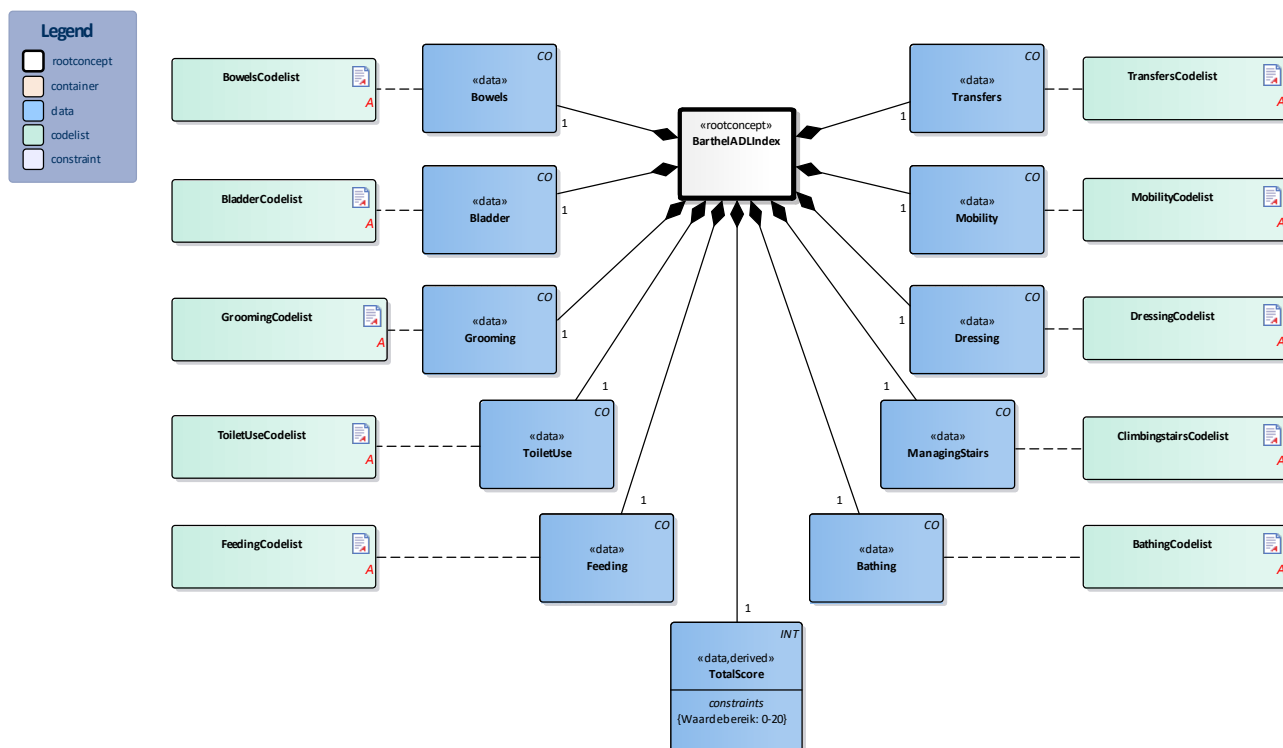 Legend
rootconcept
container
data
codelist
constraint
BowelsCodelist
A
CO
«data»
Bowels
1
«rootconcept»
BarthelADLIndex
CO
«data»
Transfers
1
TransfersCodelist
A
BladderCodelist
A
CO
«data»
Bladder
1
CO
«data»
Mobility
1
MobilityCodelist
A
GroomingCodelist
A
CO
«data»
Grooming
1
CO
«data»
Dressing
1
DressingCodelist
A
ToiletUseCodelist
A
1
CO
«data»
ToiletUse
1
CO
«data»
ManagingStairs
ClimbingstairsCodelist
A
FeedingCodelist
A
1
CO
«data»
Feeding
1
CO
«data»
Bathing
BathingCodelist
A
1
INT
«data,derived»
TotalScore
constraints
{Waardebereik: 0-20}